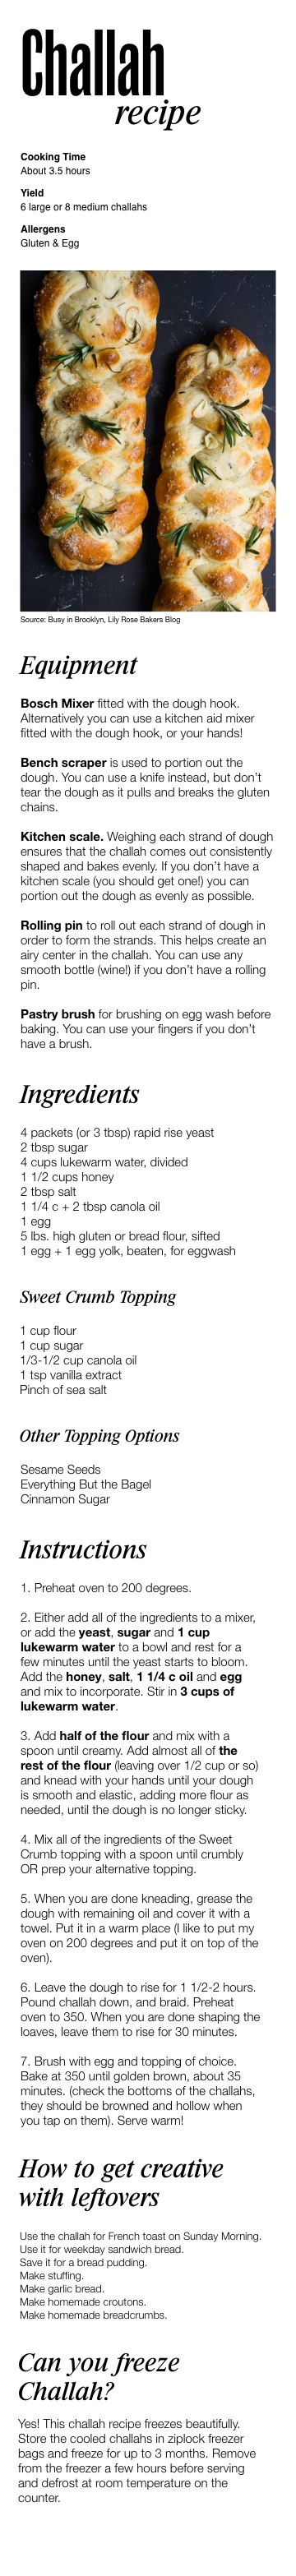 Challah
recipe
Cooking Time
About 3.5 hours
Yield
6 large or 8 medium challahs
Allergens
Gluten & Egg
Source: Busy in Brooklyn, Lily Rose Bakers Blog
Equipment
Bosch Mixer fitted with the dough hook.
Alternatively you can use a kitchen aid mixer
fitted with the dough hook, or your hands!
Bench scraper is used to portion out the
dough. You can use a knife instead, but don't
tear the dough as it pulls and breaks the gluten
chains.
Kitchen scale. Weighing each strand of dough
ensures that the challah comes out consistently
shaped and bakes evenly. If you don't have a
kitchen scale (you should get one!) you can
portion out the dough as evenly as possible.
Rolling pin to roll out each strand of dough in
order to form the strands. This helps create an
airy center in the challah. You can use any
smooth bottle (wine!) if you don't have a rolling
pin.
Pastry brush for brushing on egg wash before
baking. You can use your fingers if you don't
have a brush.
Ingredients
4 packets (or 3 tbsp) rapid rise yeast
2 tbsp sugar
4 cups lukewarm water, divided
1 1/2 cups honey
2 tbsp salt
1 1/4 c + 2 tbsp canola oil
1 egg
5 lbs. high gluten or bread flour, sifted
1 egg + 1 egg yolk, beaten, for eggwash
Sweet Crumb Topping
1 cup flour
1 cup sugar
1/3-1/2 cup canola oil
1 tsp vanilla extract
Pinch of sea salt
Other Topping Options
Sesame Seeds
Everything But the Bagel
Cinnamon Sugar
Instructions
1. Preheat oven to 200 degrees.
2. Either add all of the ingredients to a mixer,
or add the yeast, sugar and 1 cup
lukewarm water to a bowl and rest for a
few minutes until the yeast starts to bloom.
Add the honey, salt, 1 1/4 c oil and egg
and mix to incorporate. Stir in 3 cups of
lukewarm water.
3. Add half of the flour and mix with a
spoon until creamy. Add almost all of the
rest of the flour (leaving over 1/2 cup or so)
and knead with your hands until your dough
is smooth and elastic, adding more flour as
needed, until the dough is no longer sticky.
4. Mix all of the ingredients of the Sweet
Crumb topping with a spoon until crumbly
OR prep your alternative topping.
5. When you are done kneading, grease the
dough with remaining oil and cover it with a
towel. Put it in a warm place (I like to put my
oven on 200 degrees and put it on top of the
oven).
6. Leave the dough to rise for 1 1/2-2 hours.
Pound challah down, and braid. Preheat
oven to 350. When you are done shaping the
loaves, leave them to rise for 30 minutes.
7. Brush with egg and topping of choice.
Bake at 350 until golden brown, about 35
minutes. (check the bottoms of the challahs,
they should be browned and hollow when
you tap on them). Serve warm!
How to get creative
with leftovers
Use the challah for French toast on Sunday Morning.
Use it for weekday sandwich bread.
Save it for a bread pudding.
Make stuffing.
Make garlic bread.
Make homemade croutons.
Make homemade breadcrumbs.
Can you freeze
Challah?
Yes! This challah recipe freezes beautifully.
Store the cooled challahs in ziplock freezer
bags and freeze for up to 3 months. Remove
from the freezer a few hours before serving
and defrost at room temperature on the
counter.